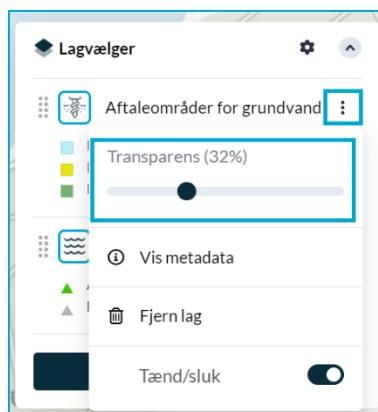 Lagvælger
Aftaleområder for grundvand
Transparens (32%)
Vis metadata
Fjern lag
Tænd/sluk